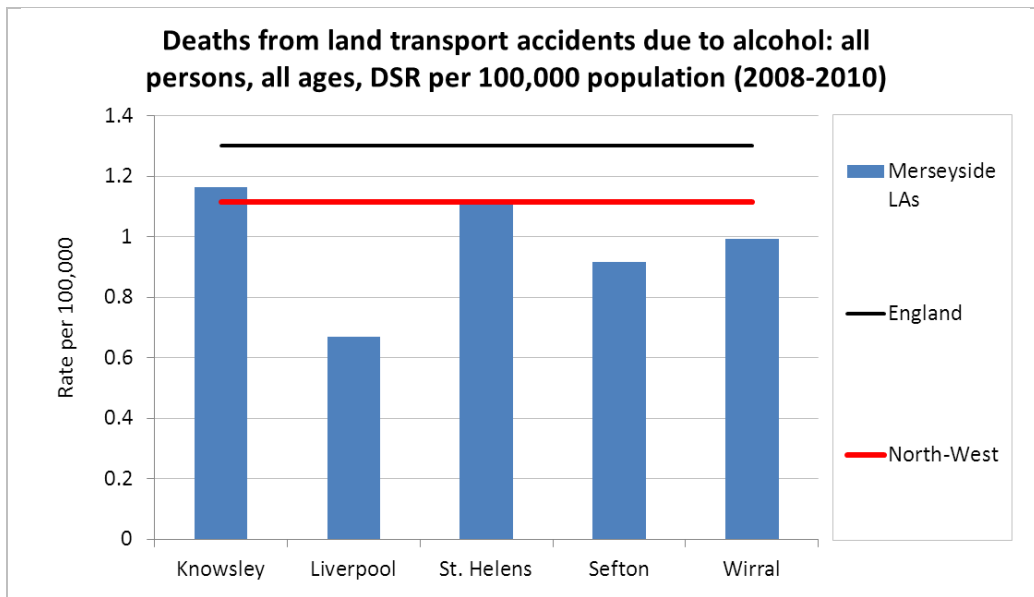 Deaths from land transport accidents due to alcohol: all
persons, all ages, DSR per 100,000 population (2008-2010)
1.4
1.2
1
0.8
0.6
0.4
0.2
0
Rate per 100,000
Knowsley
Liverpool
St. Helens
Sefton
Wirral
Merseyside
LAs
England
North-West